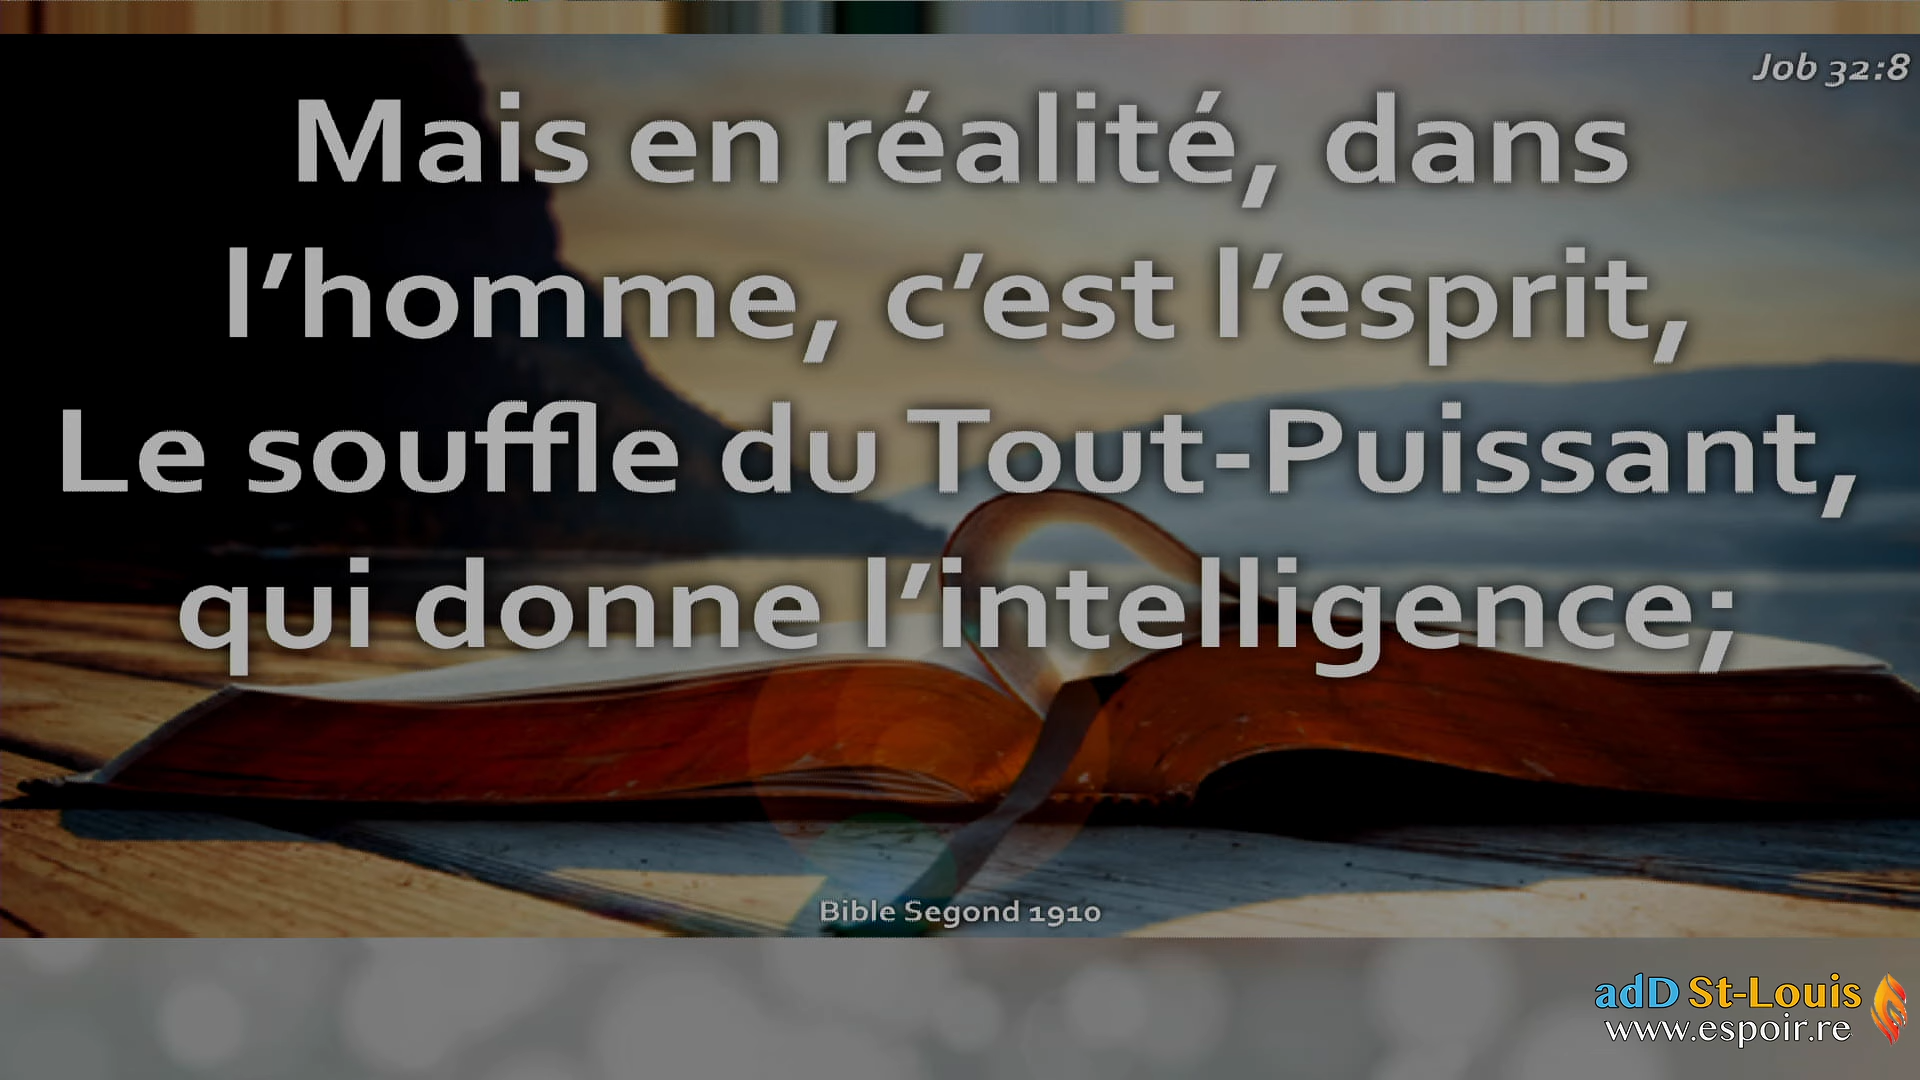 Job 32:8
Mais en réalité, dans
l’homme, c’est l’esprit,
Le souffle du Tout-Puissant,
qui donne l’intelligence;
Bible Segond 1910
adD St-Louis
www.espoir.re